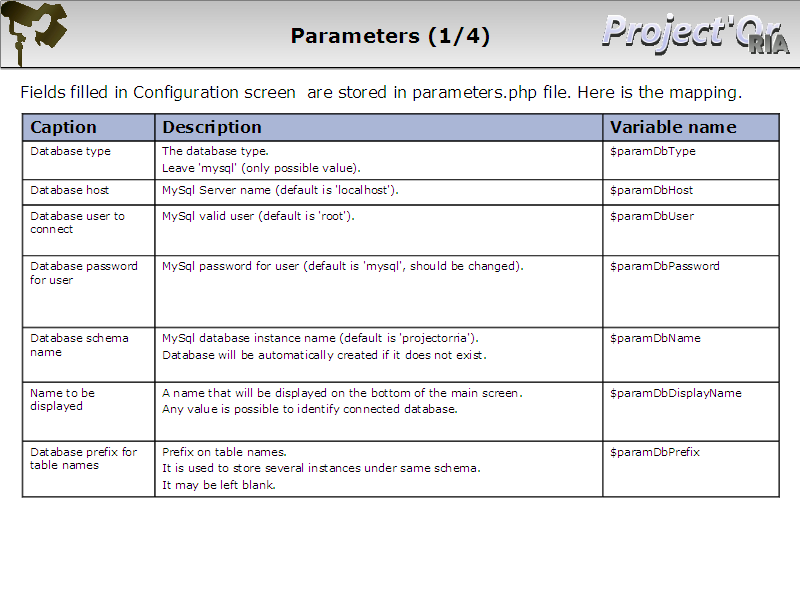 Parameters (1/4)
Project'Or
RIA
Fields filled in Configuration screen  are stored in parameters.php file. Here is the mapping.
Caption Description Variable name
Database type The database type. $paramDbType
Leave 'mysql' (only possible value).
Database host MySql Server name (default is 'localhost'). $paramDbHost
Database user to MySql valid user (default is 'root'). $paramDbUser
connect
Database password MySql password for user (default is 'mysql', should be changed). $paramDbPassword
for user
Database schema MySql database instance name (default is 'projectorria'). $paramDbName
name Database will be automatically created if it does not exist.
Name to be A name that will be displayed on the bottom of the main screen. $paramDbDisplayName
displayed Any value is possible to identify connected database.
Database prefix for Prefix on table names. $paramDbPrefix
table names It is used to store several instances under same schema.
It may be left blank.